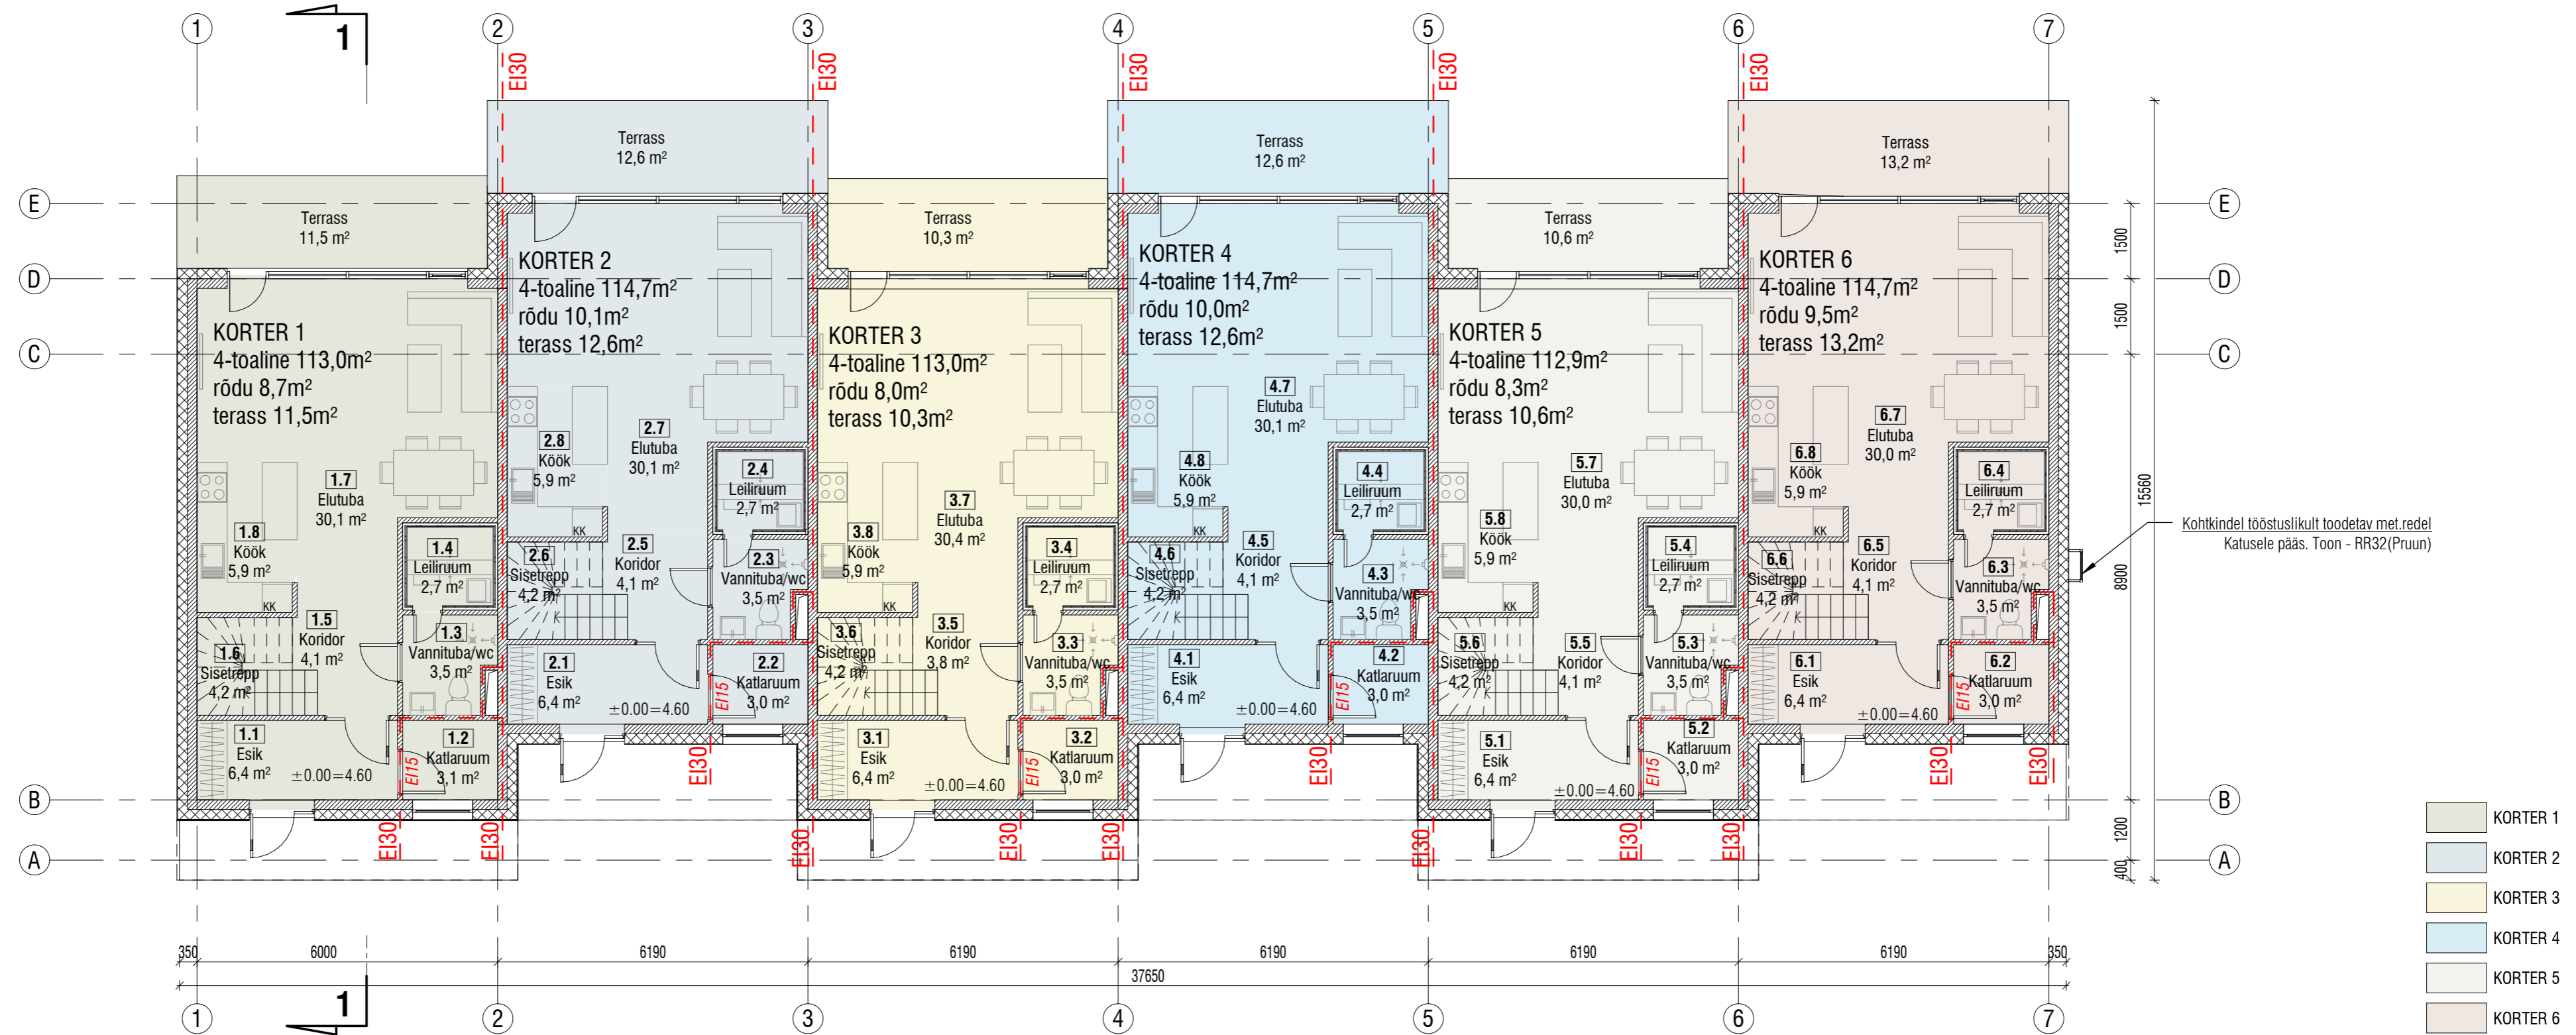 1
2
3
4
5
6
7
1
EI30
EI30
EI30
EI30
EI30
Terrass
12,6 m²
Terrass
12,6 m²
Terrass
13,2 m²
Terrass
11,5 m²
Terrass
10,3 m²
Terrass
10,6 m²
E
E
D
D
C
C
B
B
A
A
KORTER 1
4-toaline 113,0m²
rõdu 8,7m²
terass 11,5m²
1.7
Elutuba
30,1 m²
1.8
Köök
5,9 m²
KK
1.4
Leiliruum
2,7 m²
1.5
Koridor
4,1 m²
1.3
Vannituba/wc
3,5 m²
1.6
Sisetrepp
4,2 m²
1.1
Esik
6,4 m²
±0.00=4.60
EI15
1.2
Katlaruum
3,1 m²
EI30
EI30
KORTER 2
4-toaline 114,7m²
rõdu 10,1m²
terass 12,6m²
2.7
Elutuba
30,1 m²
2.8
Köök
5,9 m²
KK
2.4
Leiliruum
2,7 m²
2.6
Sisetrepp
4,2 m²
2.5
Koridor
4,1 m²
2.3
Vannituba/wc
3,5 m²
2.1
Esik
6,4 m²
±0.00=4.60
EI15
2.2
Katlaruum
3,0 m²
EI30
EI30
KORTER 3
4-toaline 113,0m²
rõdu 8,0m²
terass 10,3m²
3.7
Elutuba
30,4 m²
3.8
Köök
5,9 m²
KK
3.4
Leiliruum
2,7 m²
3.6
Sisetrepp
4,2 m²
3.5
Koridor
3,8 m²
3.3
Vannituba/wc
3,5 m²
3.1
Esik
6,4 m²
±0.00=4.60
EI15
3.2
Katlaruum
3,0 m²
EI30
EI30
KORTER 4
4-toaline 114,7m²
rõdu 10,0m²
terass 12,6m²
4.7
Elutuba
30,1 m²
4.8
Köök
5,9 m²
KK
4.4
Leiliruum
2,7 m²
4.6
Sisetrepp
4,2 m²
4.5
Koridor
4,1 m²
4.3
Vannituba/wc
3,5 m²
4.1
Esik
6,4 m²
±0.00=4.60
EI15
4.2
Katlaruum
3,0 m²
EI30
EI30
KORTER 5
4-toaline 112,9m²
rõdu 8,3m²
terass 10,6m²
5.7
Elutuba
30,0 m²
5.8
Köök
5,9 m²
KK
5.4
Leiliruum
2,7 m²
5.6
Sisetrepp
4,2 m²
5.5
Koridor
4,1 m²
5.3
Vannituba/wc
3,5 m²
5.1
Esik
6,4 m²
±0.00=4.60
EI15
5.2
Katlaruum
3,0 m²
EI30
EI30
KORTER 6
4-toaline 114,7m²
rõdu 9,5m²
terass 13,2m²
6.7
Elutuba
30,0 m²
6.8
Köök
5,9 m²
KK
6.4
Leiliruum
2,7 m²
6.6
Sisetrepp
4,2 m²
6.5
Koridor
4,1 m²
6.3
Vannituba/wc
3,5 m²
6.1
Esik
6,4 m²
±0.00=4.60
EI15
6.2
Katlaruum
3,0 m²
EI30
EI30
1500
1500
8900
1200
400
15660
Kohtkindel tööstuslikult toodetav met.redel
Katusele pääs. Toon - RR32(Pruun)
350
6000
6190
6190
6190
6190
6190
350
37650
1
1
2
3
4
5
6
7
KORTER 1
KORTER 2
KORTER 3
KORTER 4
KORTER 5
KORTER 6